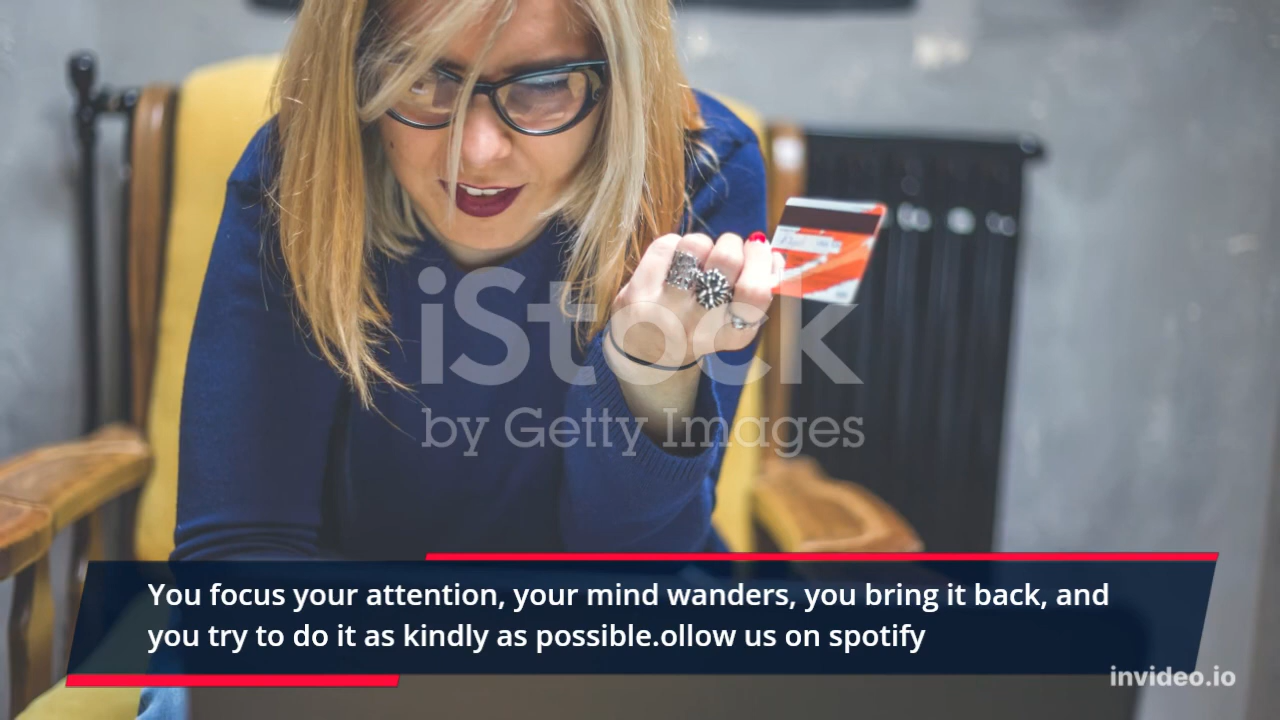 iStock
by Getty Images
You focus your attention, your mind wanders, you bring it back, and
you try to do it as kindly as possible.ollow us on spotify
invideo.io